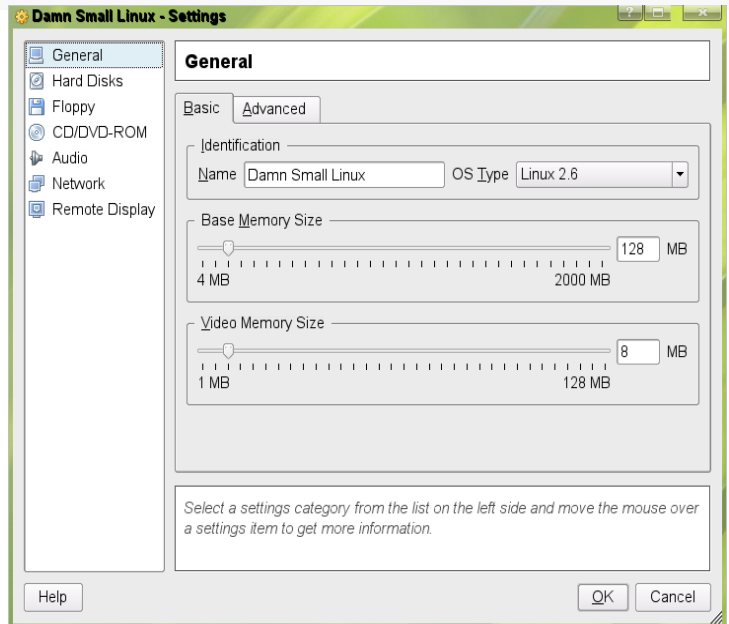 Damn Small Linux - Settings
General
Hard Disks
Floppy
CD/DVD-ROM
Audio
Network
Remote Display
General
Basic Advanced
Identification
Name Damn Small Linux OS Type Linux 2.6
Base Memory Size
128 MB
4 MB 2000 MB
Video Memory Size
8 MB
1 MB 128 MB
Select a settings category from the list on the left side and move the mouse over
a settings item to get more information.
Help OK Cancel